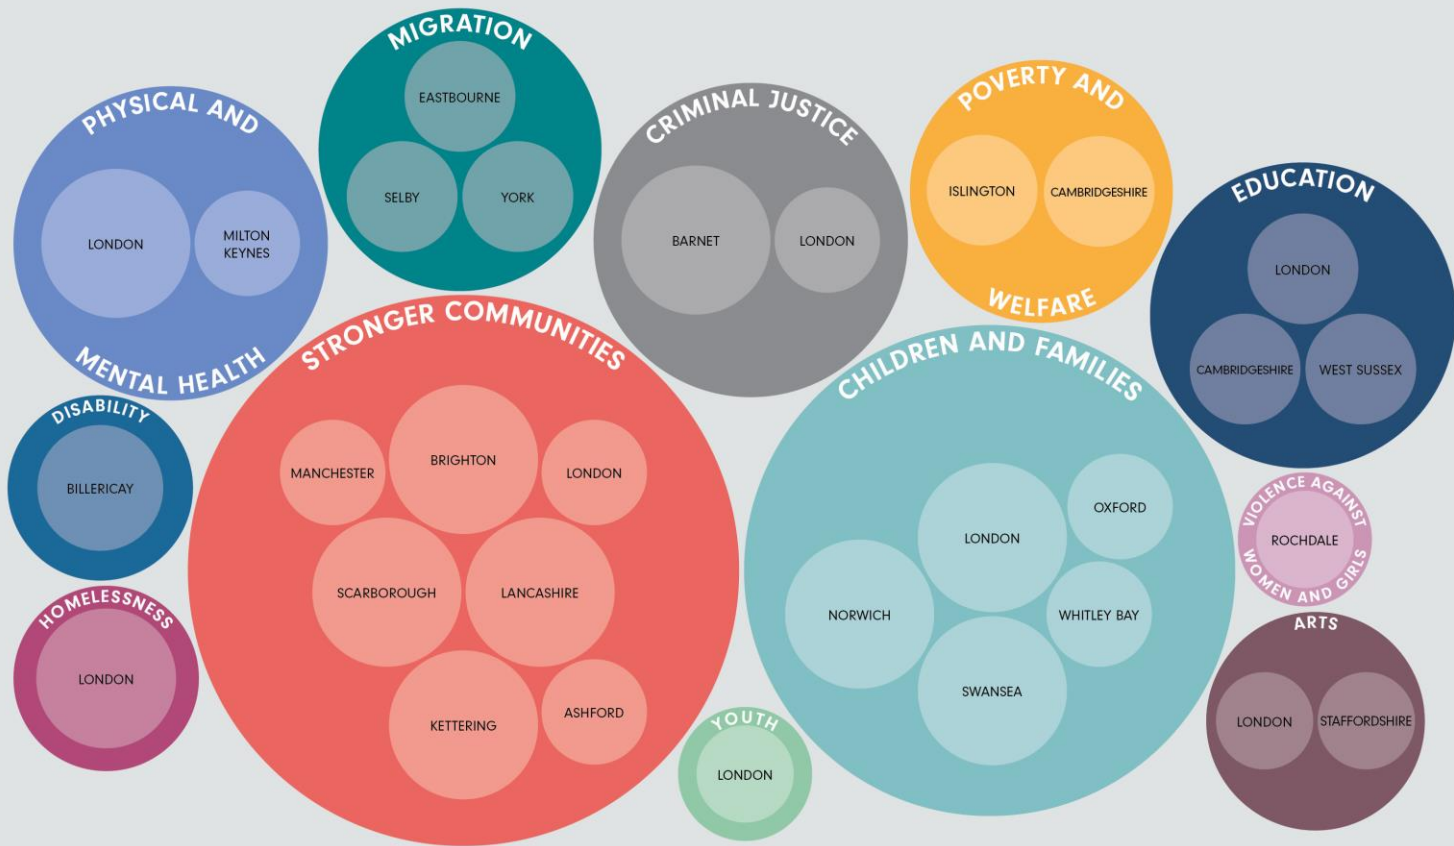 PHYSICAL AND
MENTAL HEALTH
LONDON
MILTON
KEYNES
MIGRATION
EASTBOURNE
SELBY
YORK
CRIMINAL JUSTICE
BARNET
LONDON
POVERTY AND
WELFARE
ISLINGTON
CAMBRIDGESHIRE
EDUCATION
LONDON
CAMBRIDGESHIRE
WEST SUSSEX
DISABILITY
BILLERICAY
HOMELESSNESS
LONDON
STRONGER COMMUNITIES
MANCHESTER
BRIGHTON
LONDON
SCARBOROUGH
LANCASHIRE
KETTERING
ASHFORD
YOUTH
LONDON
CHILDREN AND FAMILIES
OXFORD
LONDON
NORWICH
WHITLEY BAY
SWANSEA
VIOLENCE AGAINST
WOMEN AND GIRLS
ROCHDALE
ARTS
LONDON
STAFFORDSHIRE